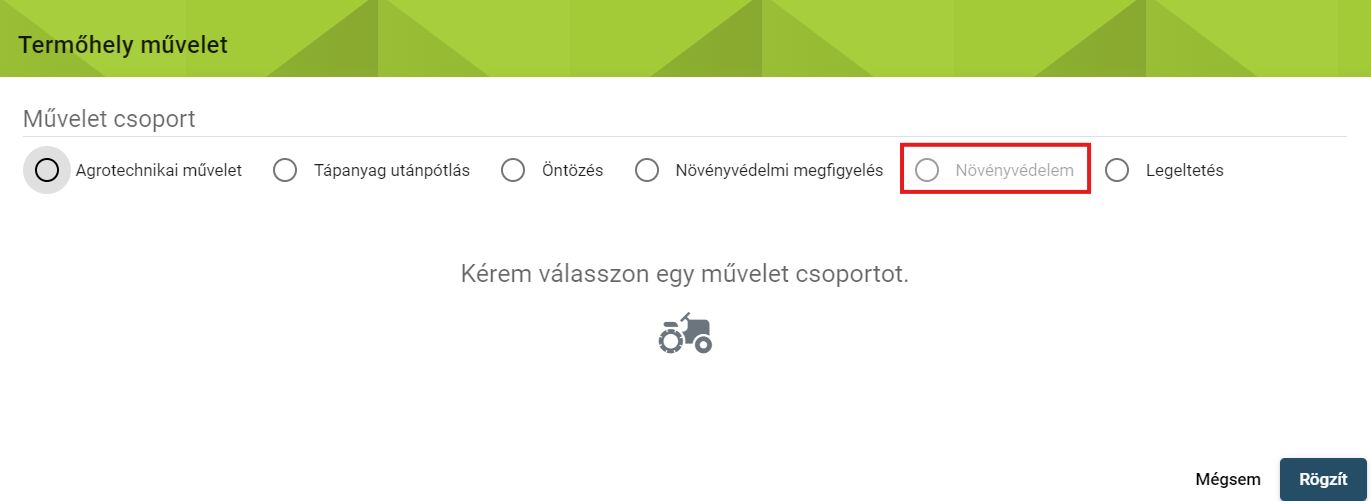 Termőhely művelet
Művelet csoport
Agrotechnikai művelet Tápanyag utánpótlás Öntözés Növényvédelmi megfigyelés Növényvédelem Legeltetés
Kérem válasszon egy művelet csoportot.
Mégsem Rögzít